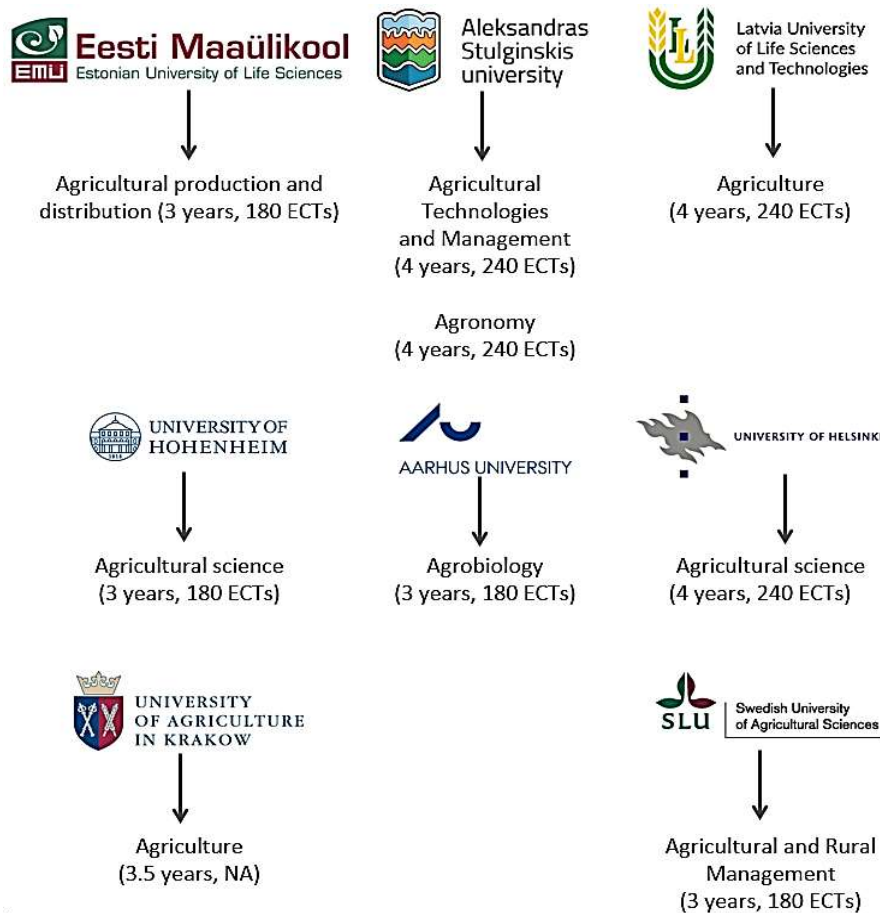 Eesti Maaülikool
EMÜ
Estonian University of Life Sciences
Aleksandras
Stulginskis
university
LL
Latvia University
of Life Sciences
and Technologies
Agricultural production and
distribution (3 years, 180 ECTs)
Agricultural
Technologies
and Management
(4 years, 240 ECTs)
Agronomy
(4 years, 240 ECTs)
Agriculture
(4 years, 240 ECTs)
UNIVERSITY OF
HOHENHEIM
AARHUS UNIVERSITY
UNIVERSITY OF HELSINKI
Agricultural science
(3 years, 180 ECTs)
Agrobiology
(3 years, 180 ECTs)
Agricultural science
(4 years, 240 ECTs)
UNIVERSITY
OF AGRICULTURE
IN KRAKOW
SLU
Swedish University
of Agricultural Sciences
Agriculture
(3.5 years, NA)
Agricultural and Rural
Management
(3 years, 180 ECTs)